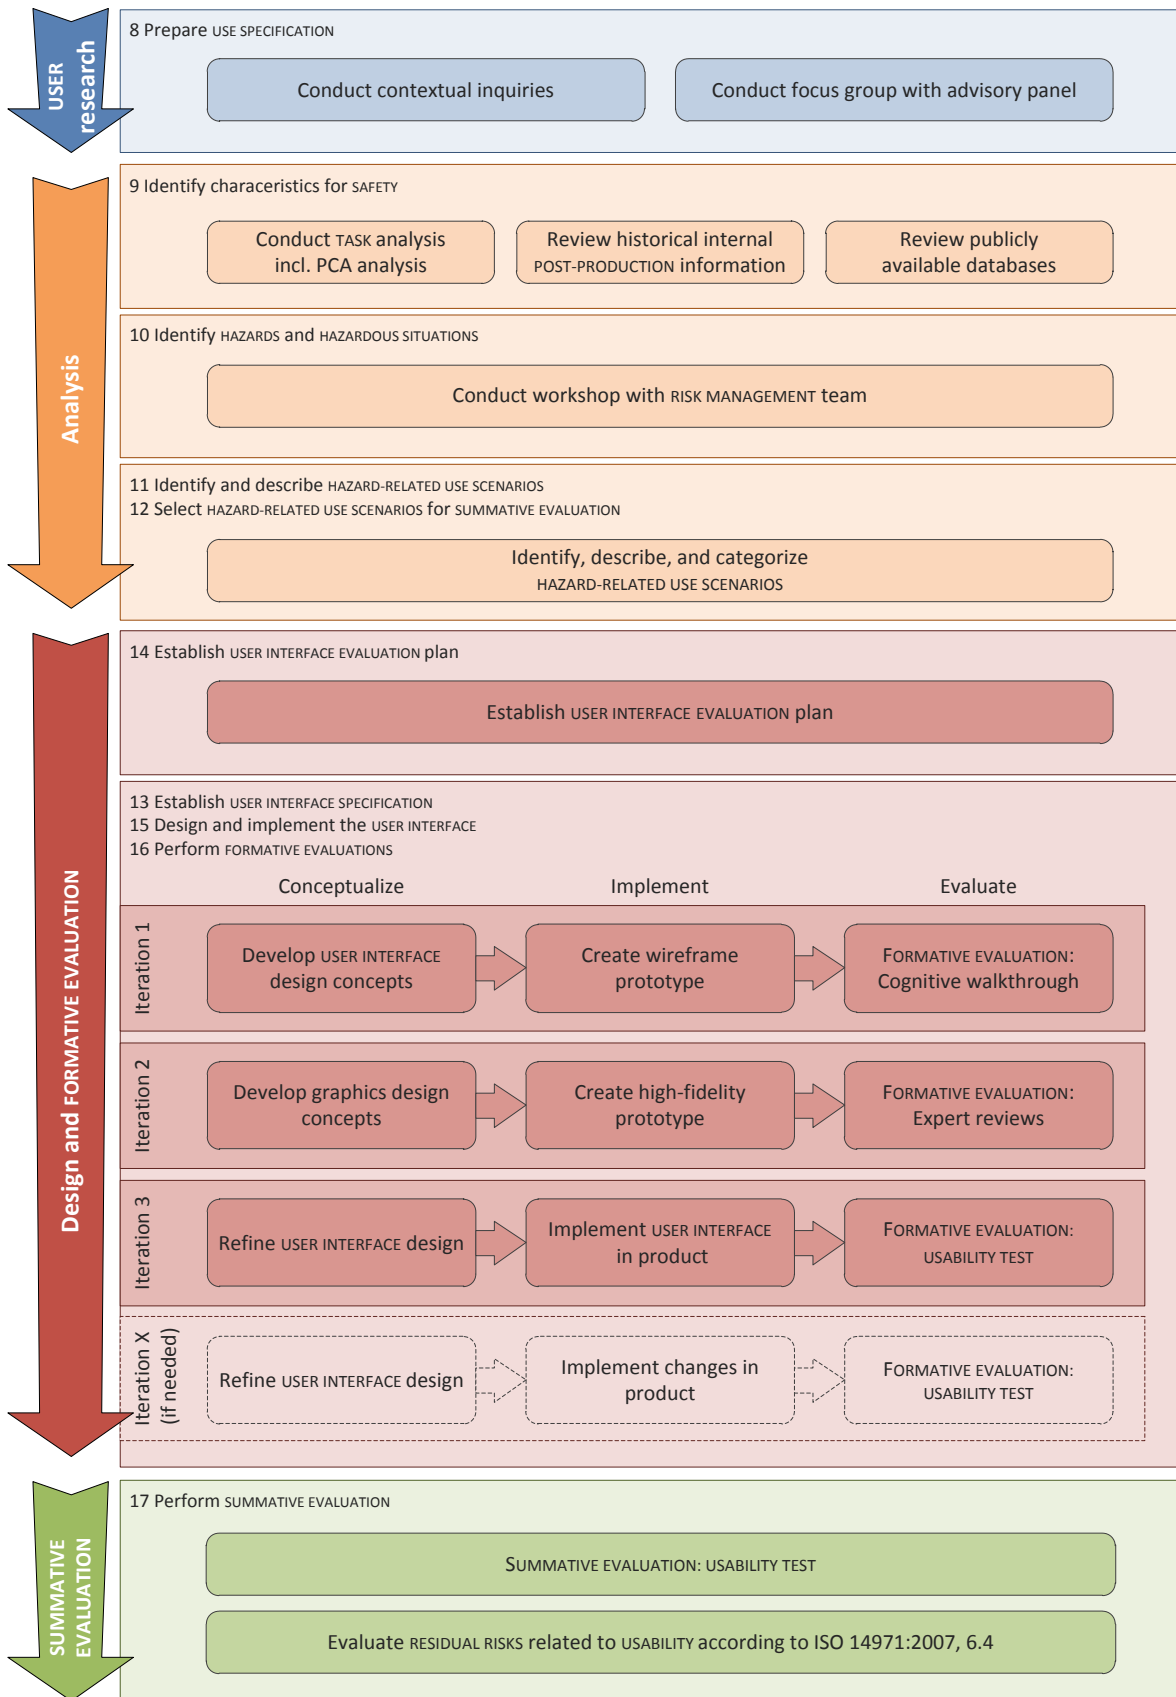 USER
research
8 Prepare USE SPECIFICATION
Conduct contextual inquiries
Conduct focus group with advisory panel
Analysis
9 Identify characeristics for SAFETY
Conduct TASK analysis
incl. PCA analysis
Review historical internal
POST-PRODUCTION information
Review publicly
available databases
10 Identify HAZARDS and HAZARDOUS SITUATIONS
Conduct workshop with RISK MANAGEMENT team
11 Identify and describe HAZARD-RELATED USE SCENARIOS
12 Select HAZARD-RELATED USE SCENARIOS for SUMMATIVE EVALUATION
Identify, describe, and categorize
HAZARD-RELATED USE SCENARIOS
Design and FORMATIVE EVALUATION
14 Establish USER INTERFACE EVALUATION plan
Establish USER INTERFACE EVALUATION plan
13 Establish USER INTERFACE SPECIFICATION
15 Design and implement the USER INTERFACE
16 Perform FORMATIVE EVALUATIONS
Conceptualize
Implement
Evaluate
Iteration 1
Develop USER INTERFACE
design concepts
Create wireframe
prototype
FORMATIVE EVALUATION:
Cognitive walkthrough
Iteration 2
Develop graphics design
concepts
Create high-fidelity
prototype
FORMATIVE EVALUATION:
Expert reviews
Iteration 3
Refine USER INTERFACE design
Implement USER INTERFACE
in product
FORMATIVE EVALUATION:
USABILITY TEST
Iteration X
(if needed)
Refine USER INTERFACE design
Implement changes in
product
FORMATIVE EVALUATION:
USABILITY TEST
SUMMATIVE
EVALUATION
17 Perform SUMMATIVE EVALUATION
SUMMATIVE EVALUATION: USABILITY TEST
Evaluate RESIDUAL RISKS related to USABILITY according to ISO 14971:2007, 6.4